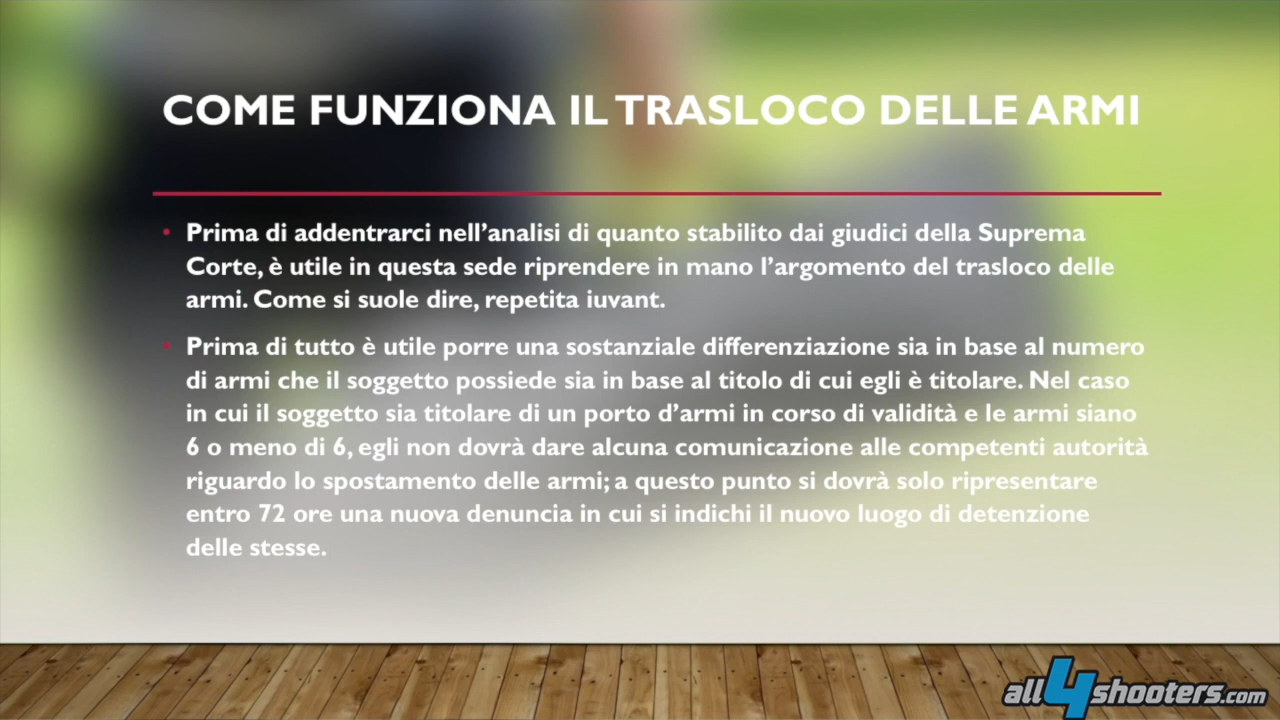 COME FUNZIONA IL TRASLOCO DELLE ARMI
• Prima di addentrarci nell’analisi di quanto stabilito dai giudici della Suprema
Corte, è utile in questa sede riprendere in mano l’argomento del trasloco delle
armi. Come si suole dire, repetita iuvant.
• Prima di tutto è utile porre una sostanziale differenziazione sia in base al numero
di armi che il soggetto possiede sia in base al titolo di cui egli è titolare. Nel caso
in cui il soggetto sia titolare di un porto d’armi in corso di validità e le armi siano
6 o meno di 6, egli non dovrà dare alcuna comunicazione alle competenti autorità
riguardo lo spostamento delle armi; a questo punto si dovrà solo ripresentare
entro 72 ore una nuova denuncia in cui si indichi il nuovo luogo di detenzione
delle stesse.
all4shooters.com